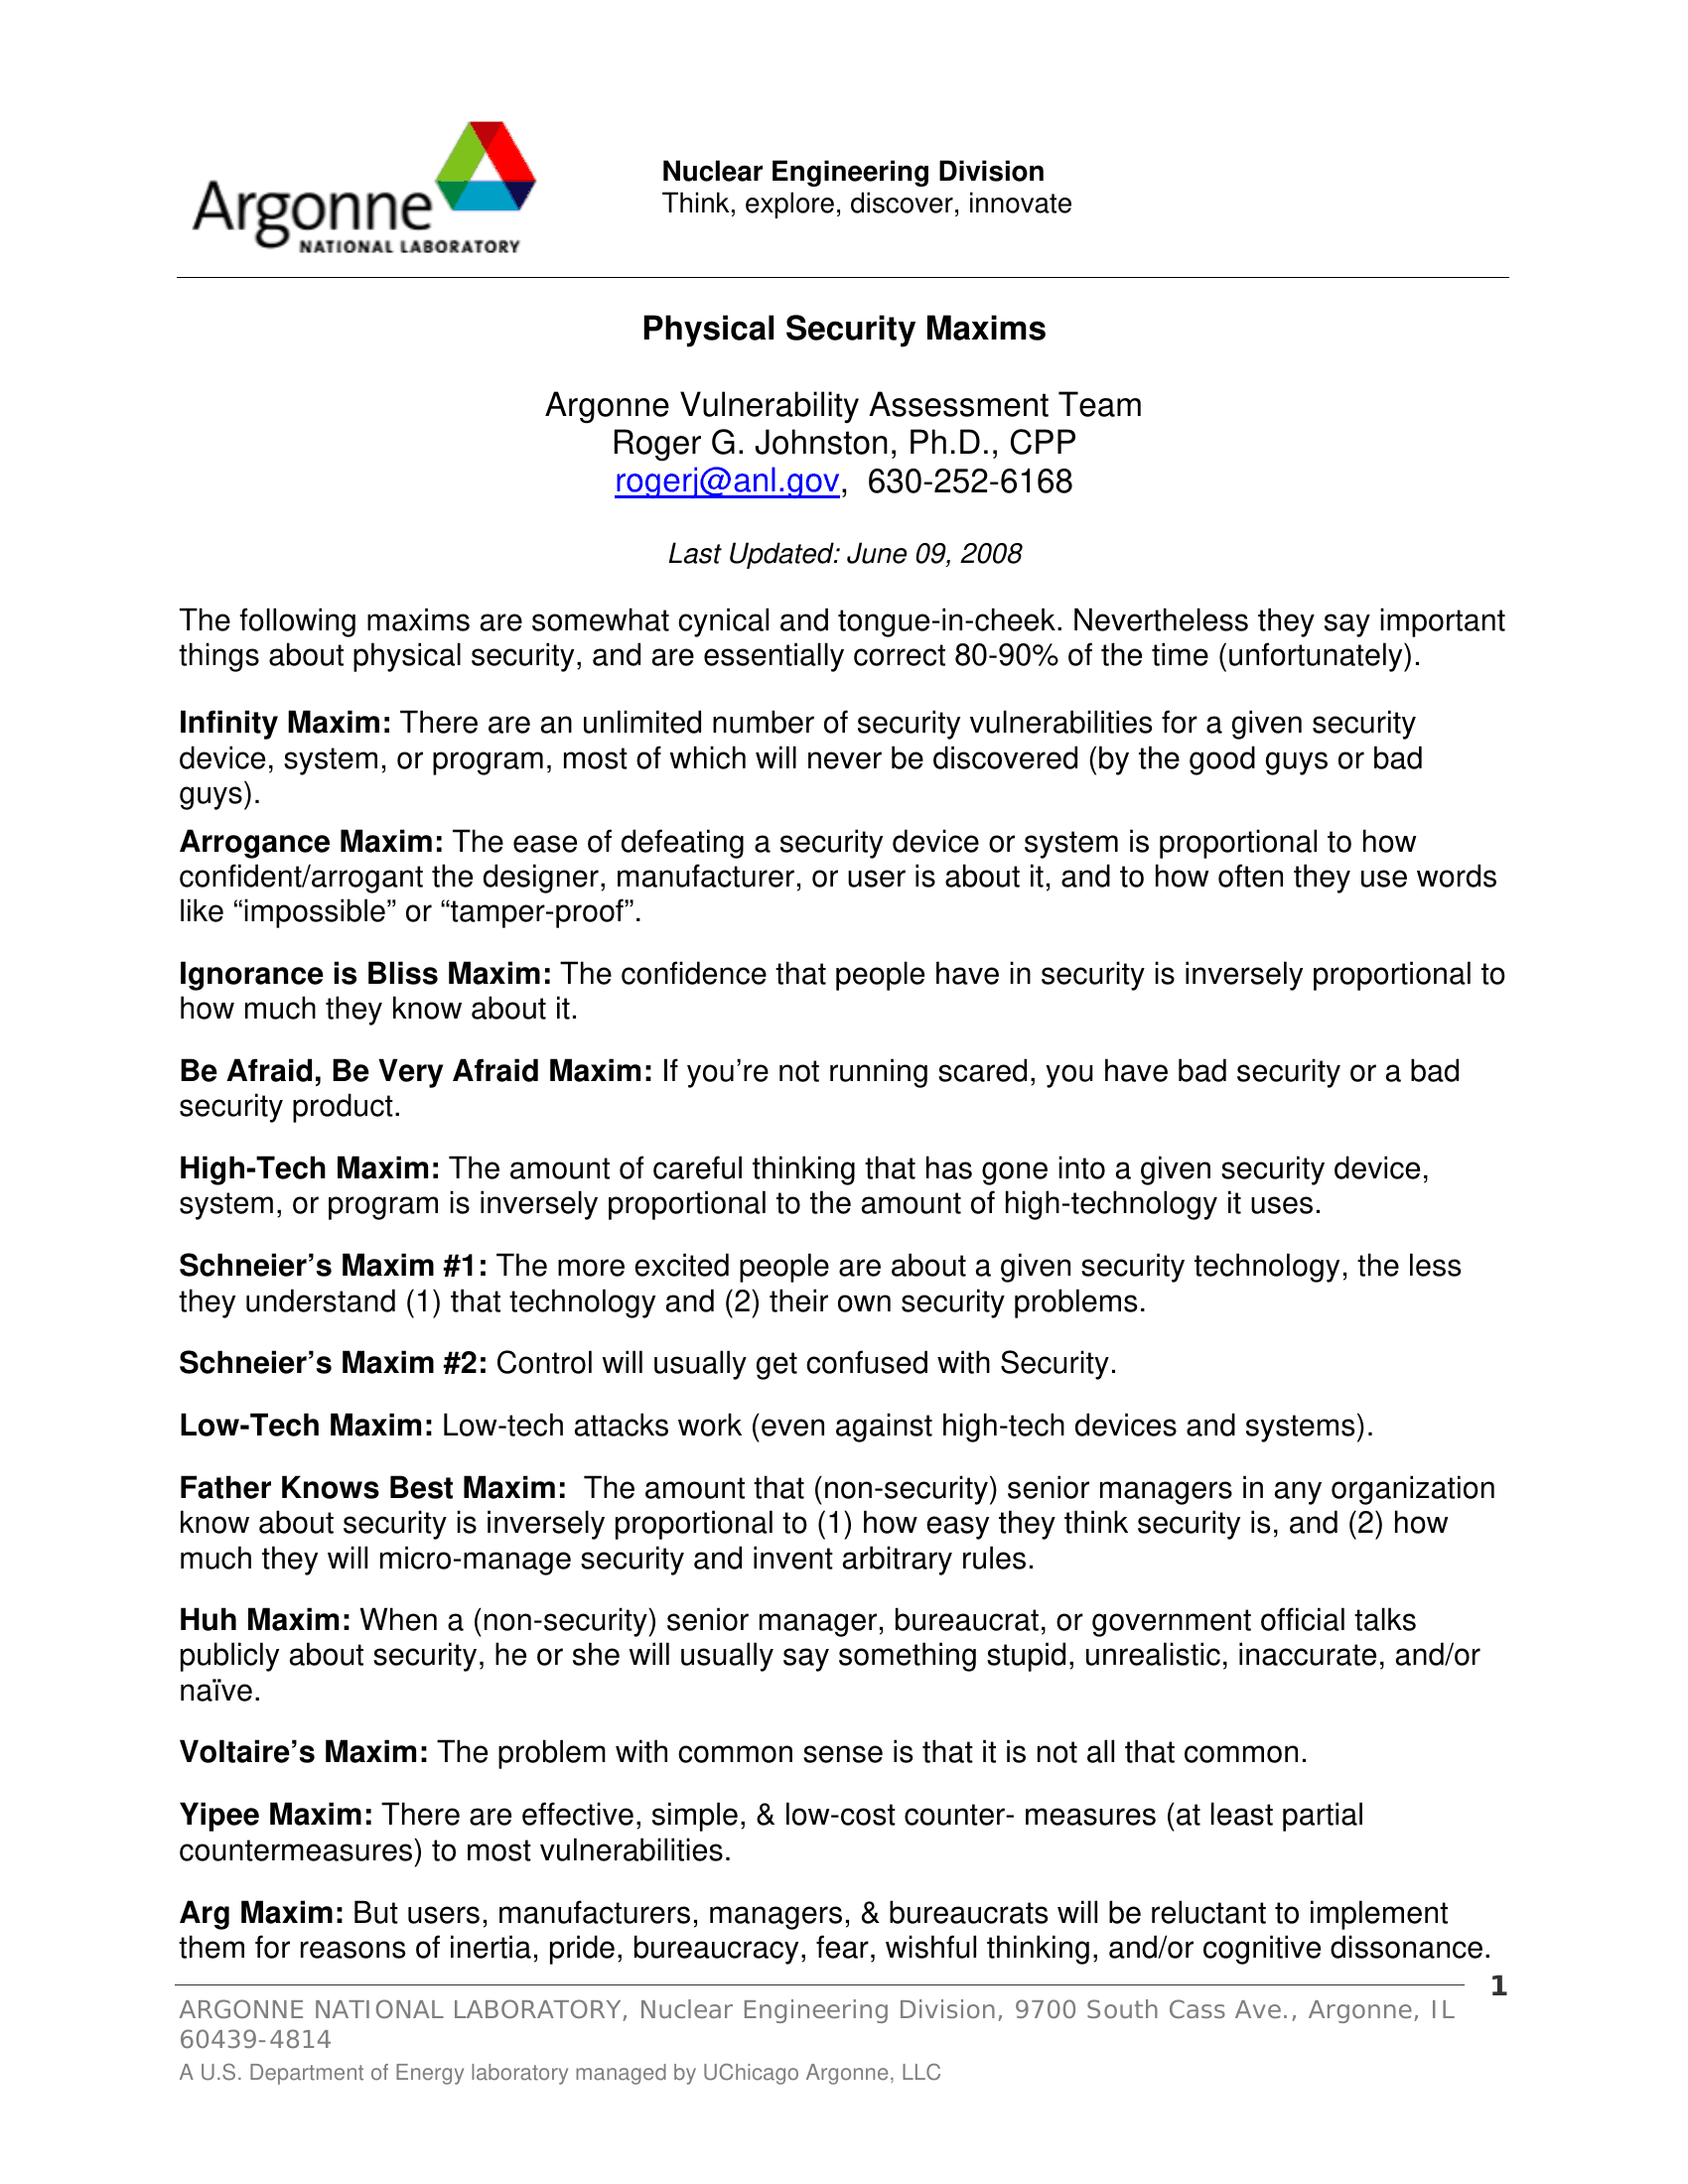 Argonne
NATIONAL LABORATORY
Nuclear Engineering Division
Think, explore, discover, innovate
Physical Security Maxims
Argonne Vulnerability Assessment Team
Roger G. Johnston, Ph.D., CPP
rogerj@anl.gov,  630-252-6168
Last Updated: June 09, 2008
The following maxims are somewhat cynical and tongue-in-cheek. Nevertheless they say important
things about physical security, and are essentially correct 80-90% of the time (unfortunately).
Infinity Maxim: There are an unlimited number of security vulnerabilities for a given security
device, system, or program, most of which will never be discovered (by the good guys or bad
guys).
Arrogance Maxim: The ease of defeating a security device or system is proportional to how
confident/arrogant the designer, manufacturer, or user is about it, and to how often they use words
like “impossible” or “tamper-proof”.
Ignorance is Bliss Maxim: The confidence that people have in security is inversely proportional to
how much they know about it.
Be Afraid, Be Very Afraid Maxim: If you’re not running scared, you have bad security or a bad
security product.
High-Tech Maxim: The amount of careful thinking that has gone into a given security device,
system, or program is inversely proportional to the amount of high-technology it uses.
Schneier’s Maxim #1: The more excited people are about a given security technology, the less
they understand (1) that technology and (2) their own security problems.
Schneier’s Maxim #2: Control will usually get confused with Security.
Low-Tech Maxim: Low-tech attacks work (even against high-tech devices and systems).
Father Knows Best Maxim:  The amount that (non-security) senior managers in any organization
know about security is inversely proportional to (1) how easy they think security is, and (2) how
much they will micro-manage security and invent arbitrary rules.
Huh Maxim: When a (non-security) senior manager, bureaucrat, or government official talks
publicly about security, he or she will usually say something stupid, unrealistic, inaccurate, and/or
naïve.
Voltaire’s Maxim: The problem with common sense is that it is not all that common.
Yipee Maxim: There are effective, simple, & low-cost counter- measures (at least partial
countermeasures) to most vulnerabilities.
Arg Maxim: But users, manufacturers, managers, & bureaucrats will be reluctant to implement
them for reasons of inertia, pride, bureaucracy, fear, wishful thinking, and/or cognitive dissonance.
1
ARGONNE NATIONAL LABORATORY, Nuclear Engineering Division, 9700 South Cass Ave., Argonne, IL
60439-4814
A U.S. Department of Energy laboratory managed by UChicago Argonne, LLC